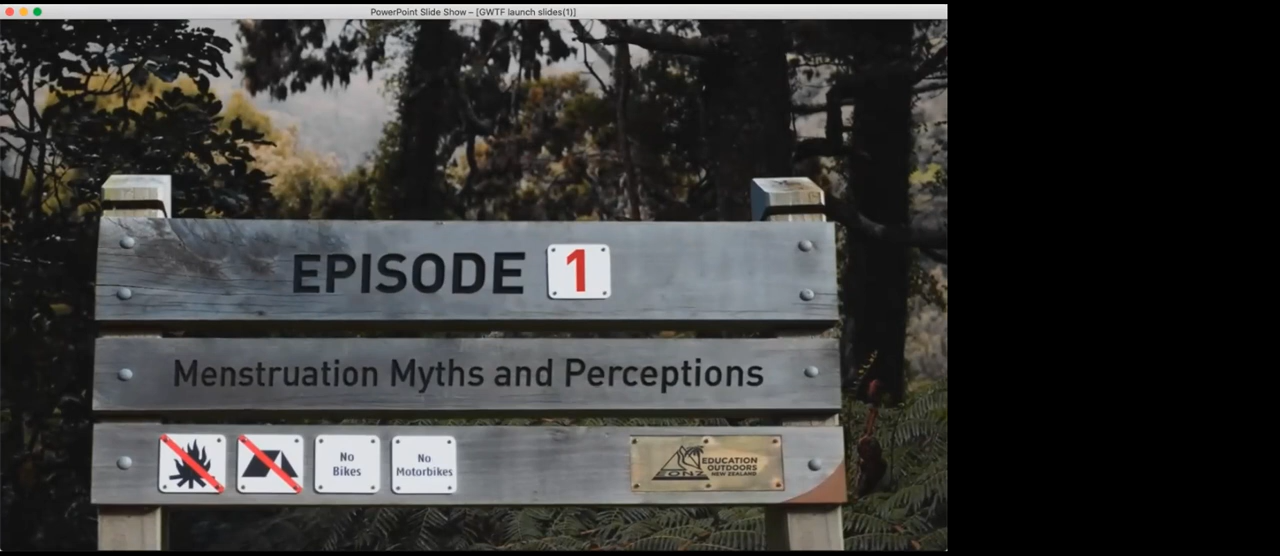 PowerPoint Slide Show – [GWTF launch slides(1)]
EPISODE 1
Menstruation Myths and Perceptions
No
Bikes
No
Motorbikes
EONZ
EDUCATION
OUTDOORS
NEW ZEALAND